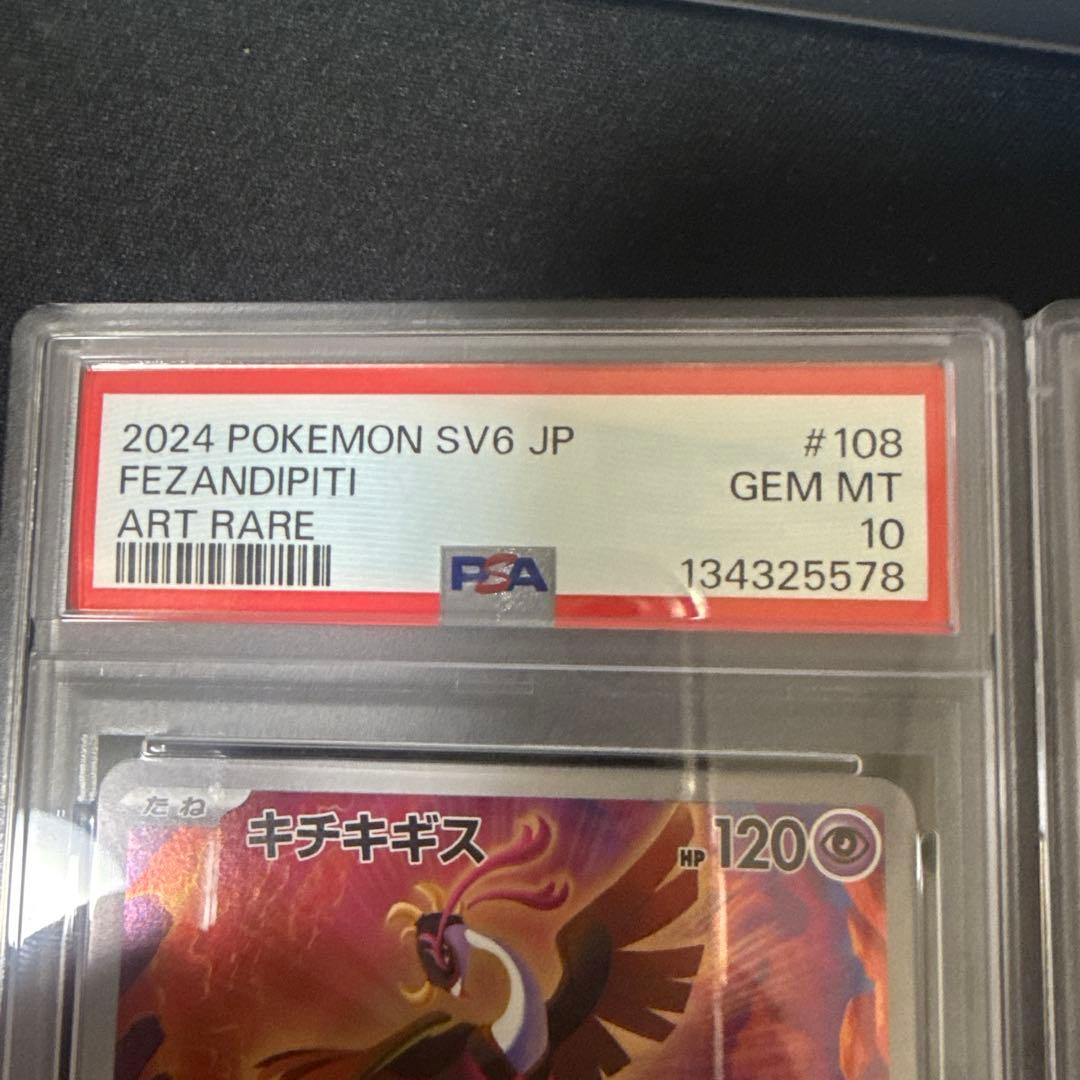 2024 POKEMON SV6 JP #108
FEZANDIPITI GEM MT
ART RARE 10
PSA 134325578
たね
キチキギス HP 120